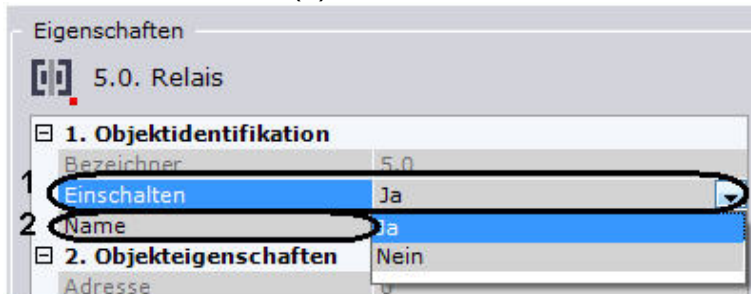 Eigenschaften
5.0. Relais
1. Objektidentifikation
Bezeichner 5.0
1 Einschalten Ja
2 Name Ja
2. Objekteigenschaften Nein
Adresse